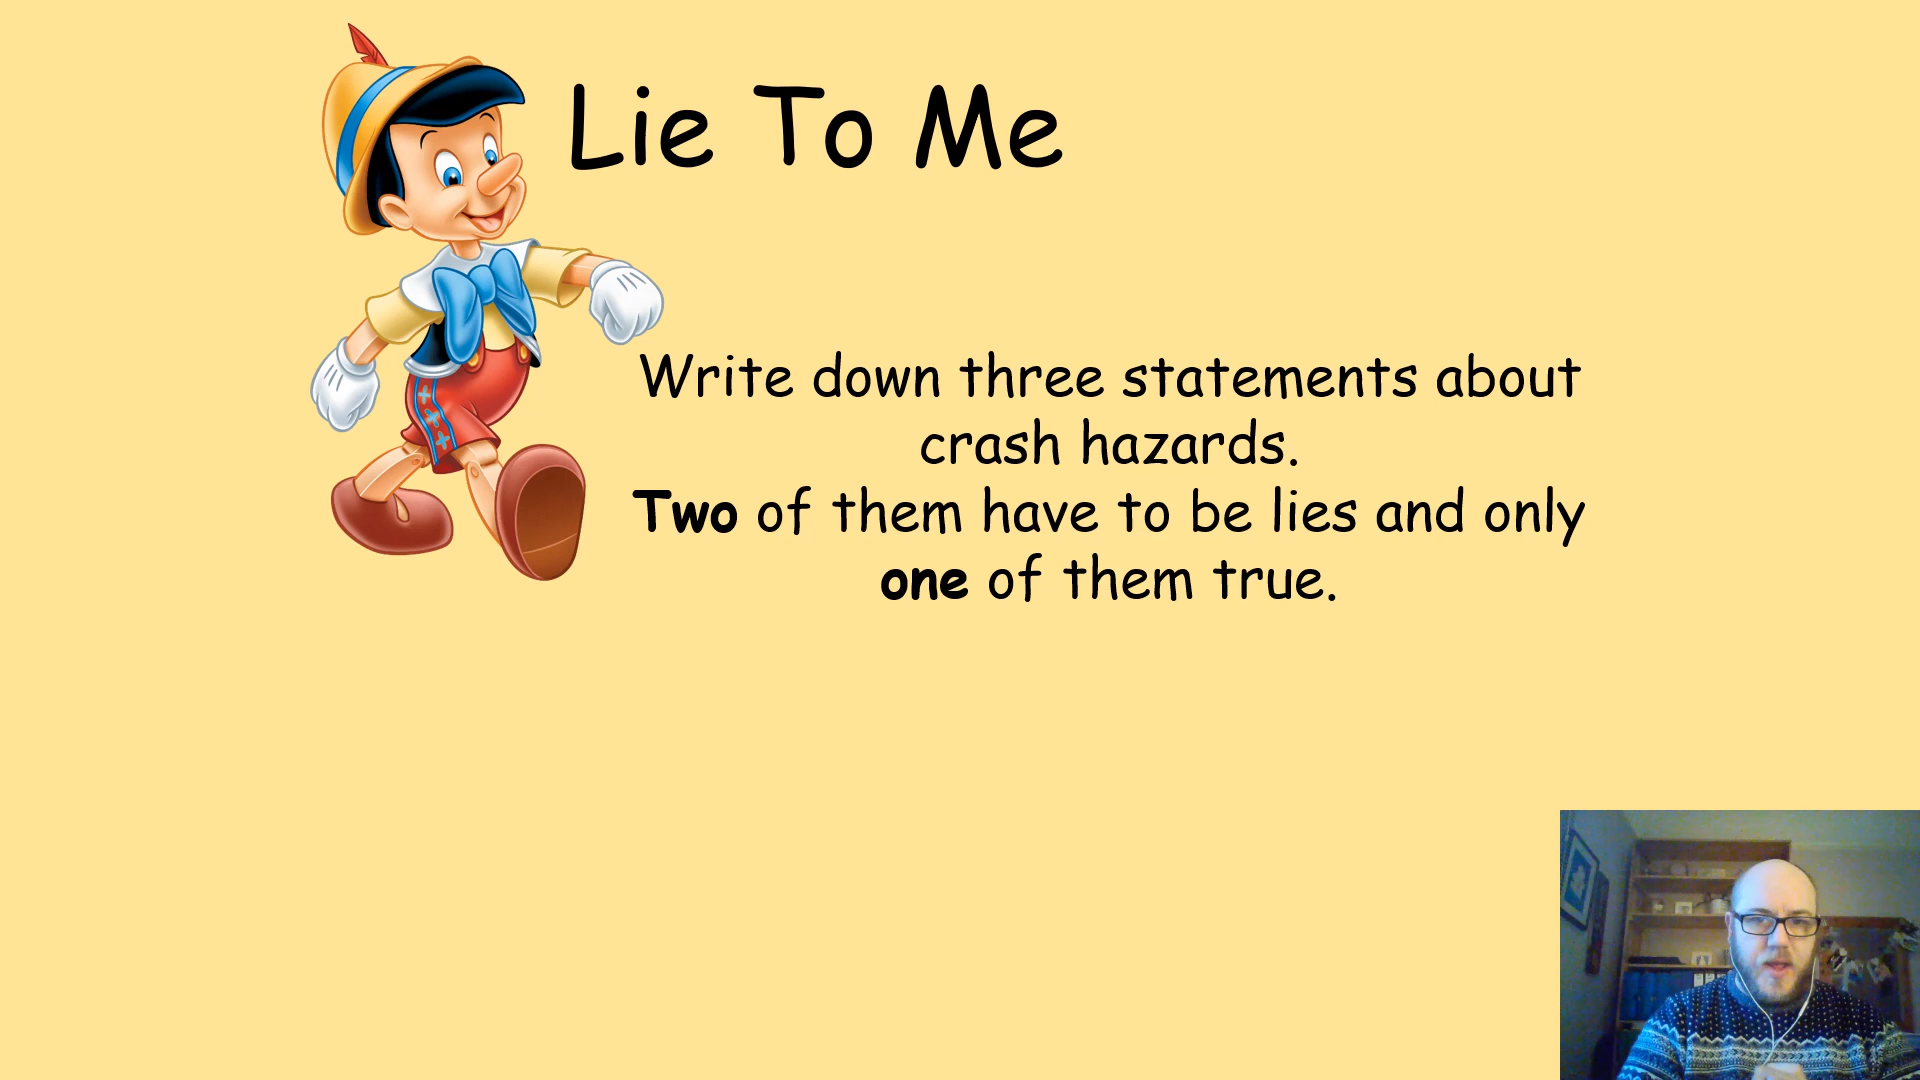 Lie To Me
Write down three statements about
crash hazards.
Two of them have to be lies and only
one of them true.